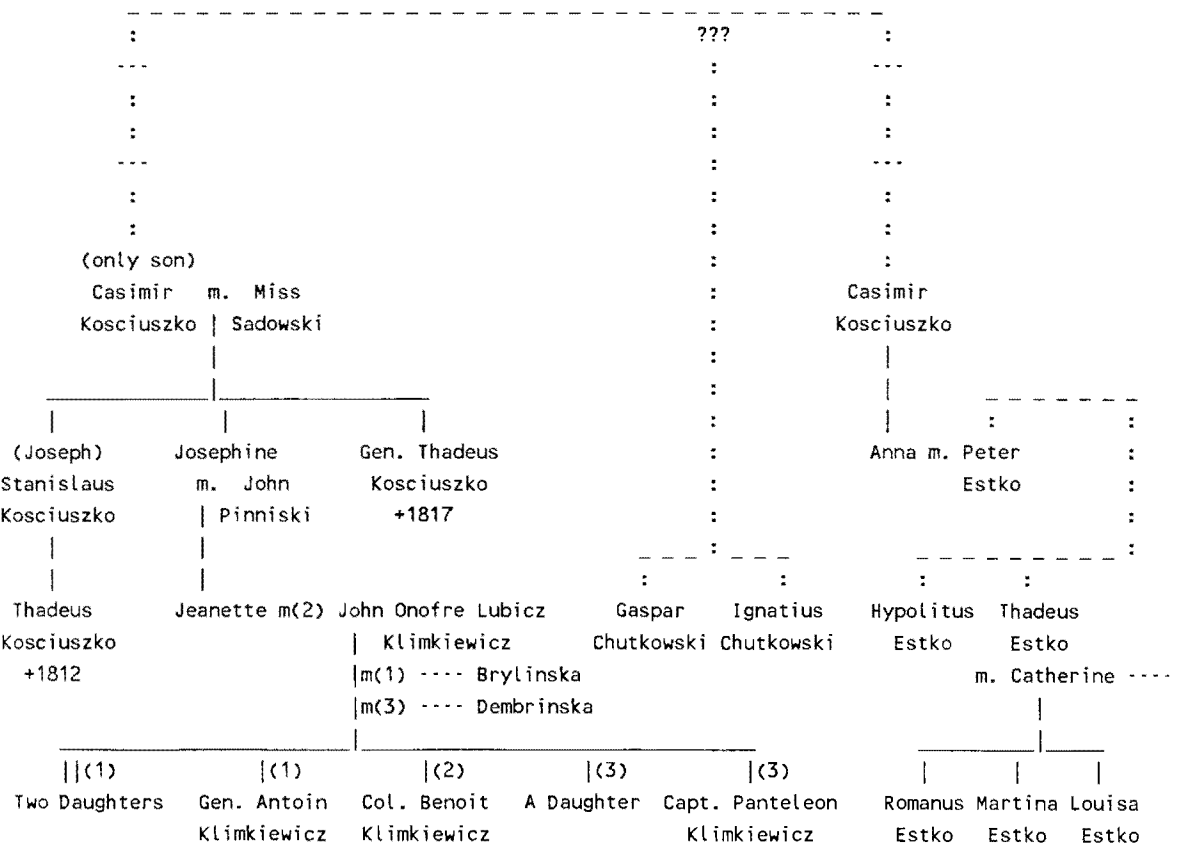 ???
(only son)
Casimir m. Miss Casimir
Kosciuszko Sadowski Kosciuszko
(Joseph) Josephine Gen. Thadeus Anna m. Peter
Stanislaus m. John Kosciuszko Estko
Kosciuszko Pinniski +1817
Thadeus Jeanette m(2) John Onofre Lubicz Gaspar Ignatius Hypolitus Thadeus
Kosciuszko Klimkiewicz Chutkowski Chutkowski Estko Estko
+1812 m(1) ---- Brylinska m. Catherine ----
m(3) ---- Dembrinska
(1) (1) (2) (3) (3)
Two Daughters Gen. Antoin Col. Benoit A Daughter Capt. Panteleon Romanus Martina Louisa
Klimkiewicz Klimkiewicz Klimkiewicz Estko Estko Estko